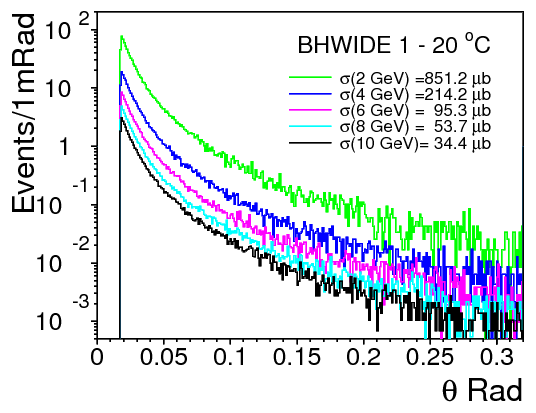 BHWIDE 1 - 20 °C
σ(2 GeV) =851.2 μb
σ(4 GeV) =214.2 μb
σ(6 GeV) = 95.3 μb
σ(8 GeV) = 53.7 μb
σ(10 GeV)= 34.4 μb
Events/1mRad
10 2
10
1
10 -1
10 -2
10 -3
0 0.05 0.1 0.15 0.2 0.25 0.3
θ Rad